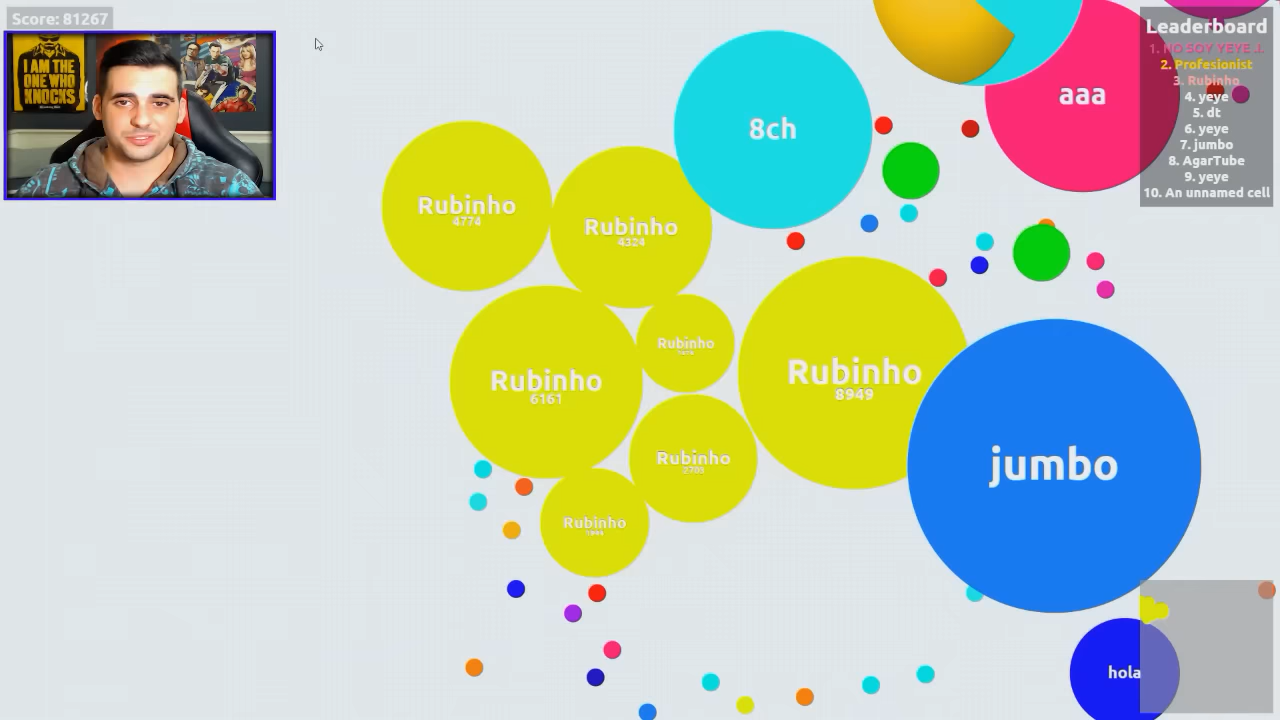 Score: 81267
I AM THE
ONE WHO
KNOCKS
Leaderboard
1. NO SOY YEYE J.
2. Profesionist
3. Rubinho
4. yeye
5. dt
6. yeye
7. jumbo
8. AgarTube
9. yeye
10. An unnamed cell
aaa
8ch
Rubinho
4774
Rubinho
4324
Rubinho
Rubinho
8949
Rubinho
6161
Rubinho
2703
Rubinho
jumbo
hola